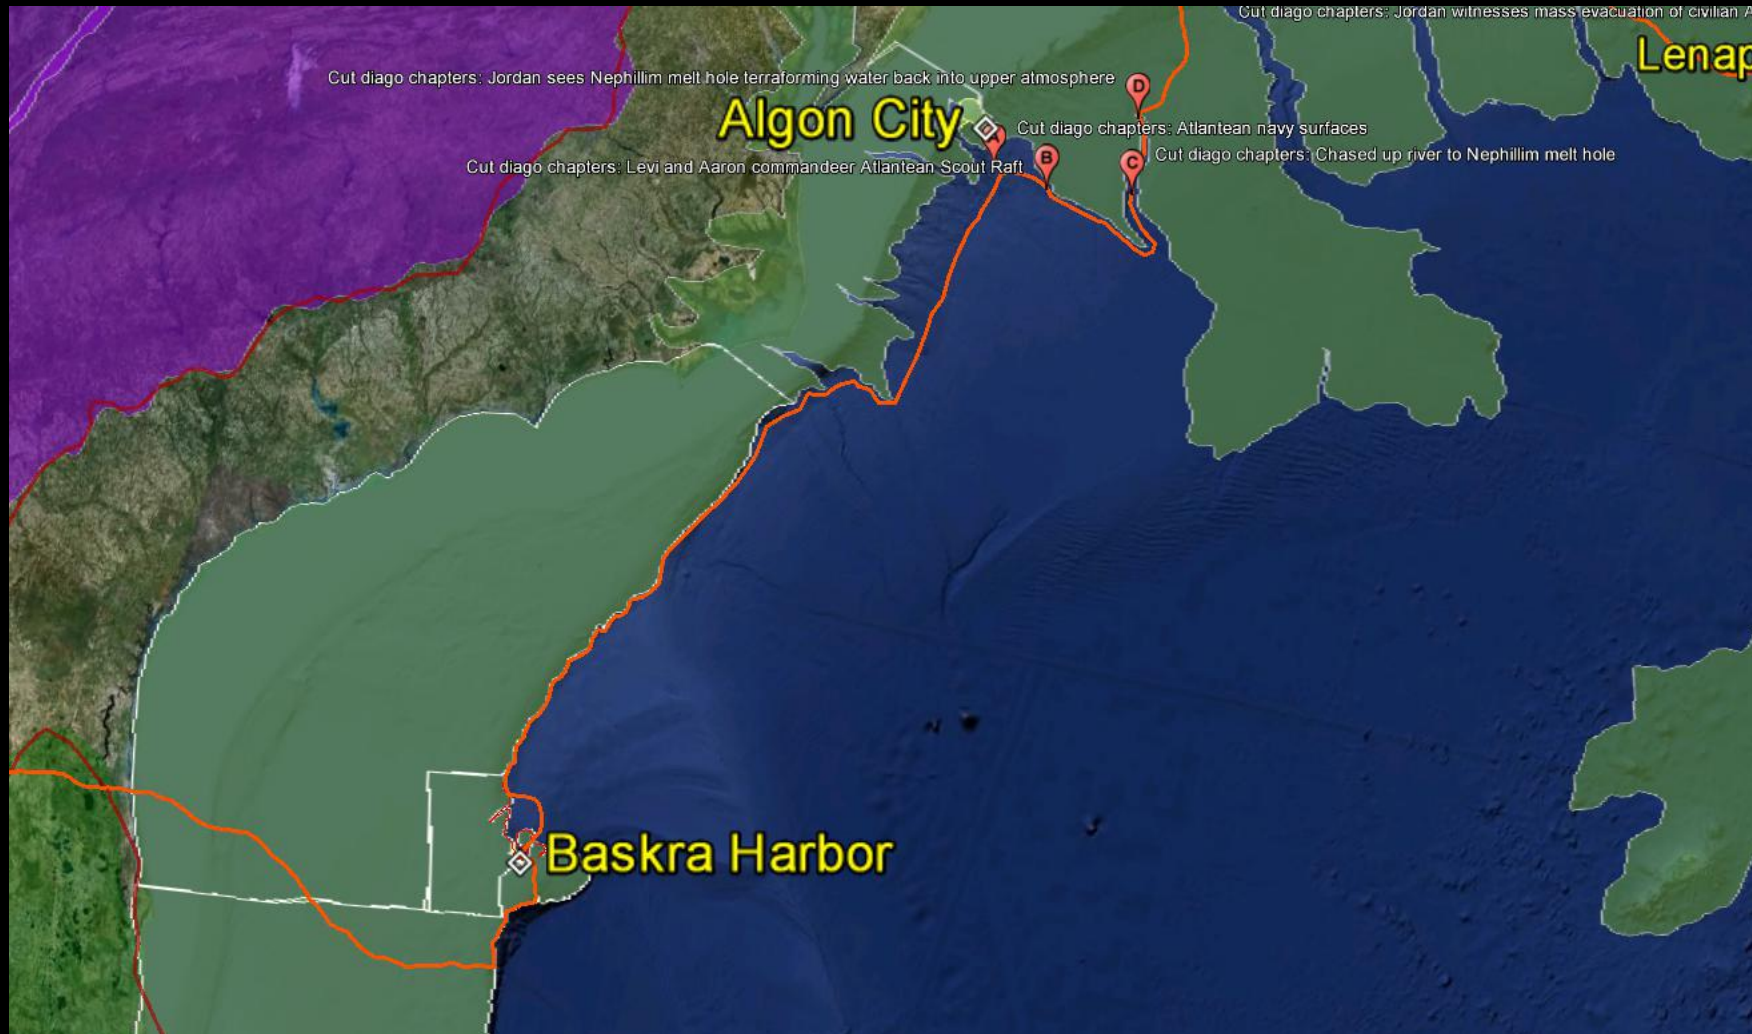 Cut diago chapters: Jordan witnesses mass evacuation of civilian A
Lenap
Cut diago chapters: Jordan sees Nephillim melt hole terraforming water back into upper atmosphere
D
Algon City
A
Cut diago chapters: Atlantean navy surfaces
B
C
Cut diago chapters: Chased up river to Nephillim melt hole
Cut diago chapters: Levi and Aaron commandeer Atlantean Scout Raft
Baskra Harbor